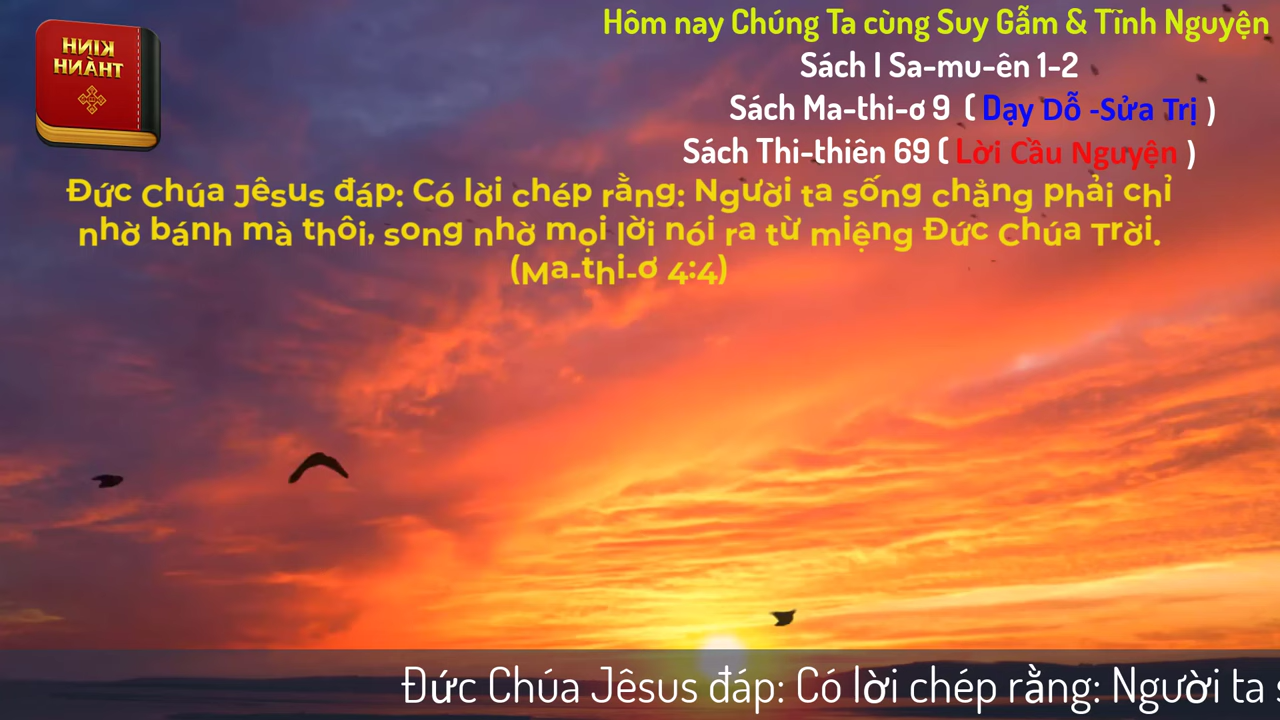 KINH
THÀNH
Hôm nay Chúng Ta cùng Suy Gẫm & Tĩnh Nguyện
Sách I Sa-mu-ên 1-2
Sách Ma-thi-ơ 9 ( Dạy Dỗ -Sửa Trị )
Sách Thi-thiên 69 ( Lời Cầu Nguyện )
Đức Chúa Jêsus đáp: Có lời chép rằng: Người ta sống chẳng phải chỉ
nhờ bánh mà thôi, song nhờ mọi lời nói ra từ miệng Đức Chúa Trời.
(Ma-thi-ơ 4:4)
Đức Chúa Jêsus đáp: Có lời chép rằng: Người ta